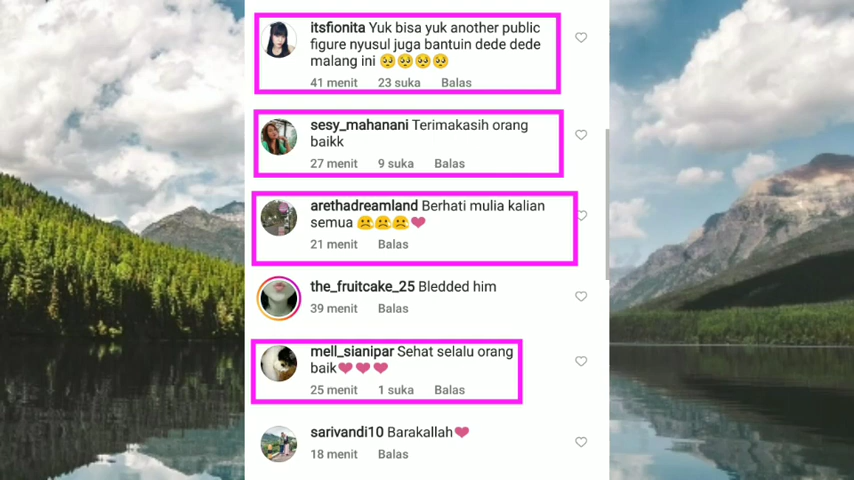 itsfionita Yuk bisa yuk another public
figure nyusul juga bantuin dede dede
malang ini 🥺🥺🥺🥺
41 menit 23 suka Balas
sesy_mahanani Terimakasih orang
baikk
27 menit 9 suka Balas
arethadreamland Berhati mulia kalian
semua ☹️☹️☹️❤
21 menit Balas
the_fruitcake_25 Bledded him
39 menit Balas
mell_sianipar Sehat selalu orang
baik❤❤❤
25 menit 1 suka Balas
sarivandi10 Barakallah❤
18 menit Balas